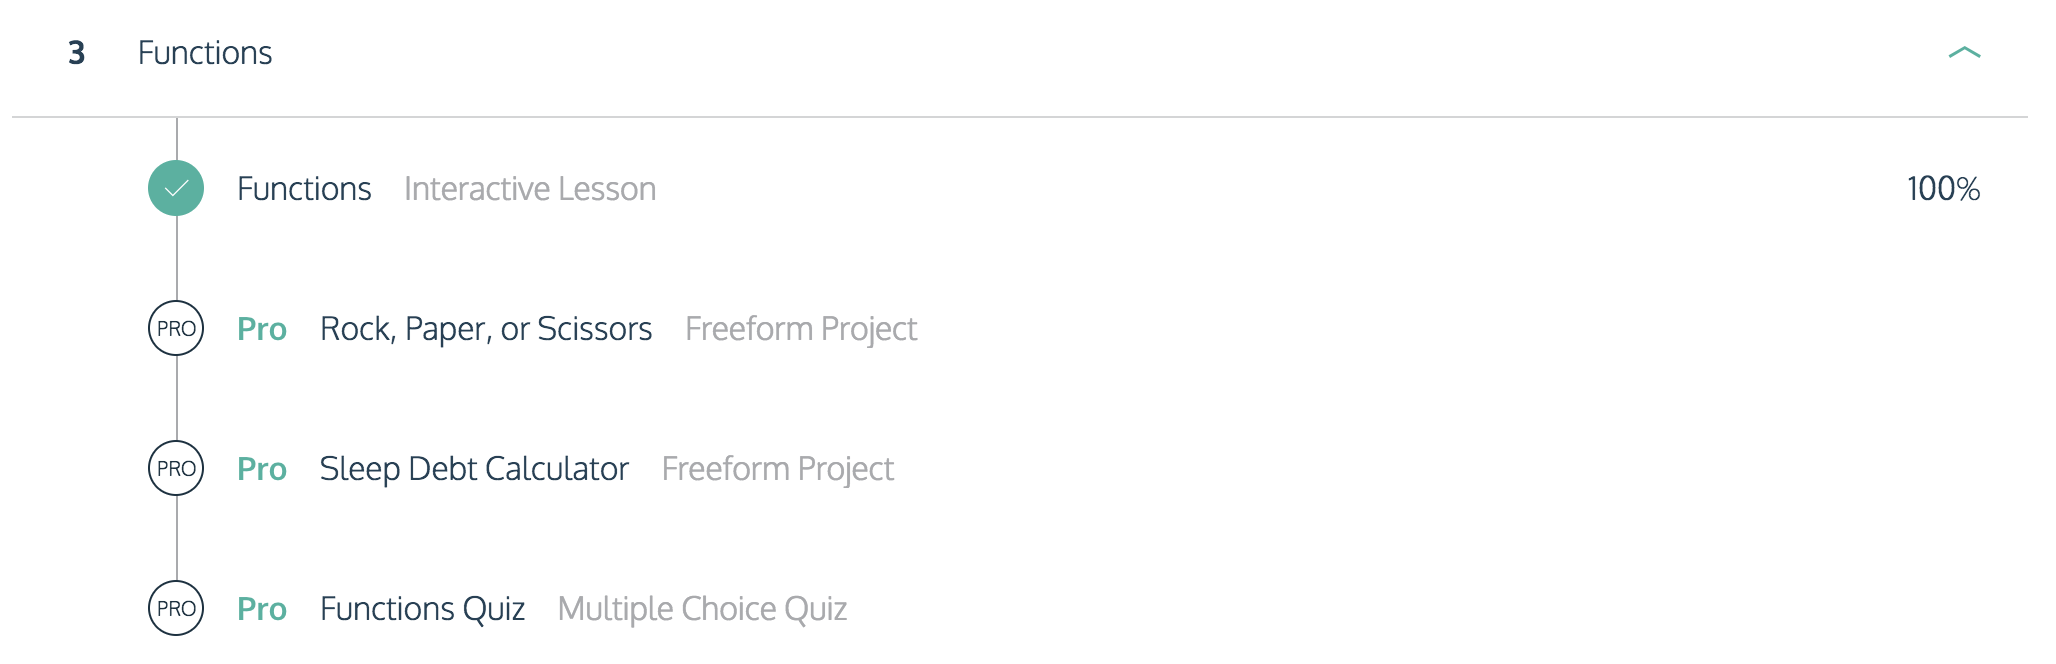 3 Functions
Functions Interactive Lesson 100%
PRO Pro Rock, Paper, or Scissors Freeform Project
PRO Pro Sleep Debt Calculator Freeform Project
PRO Pro Functions Quiz Multiple Choice Quiz